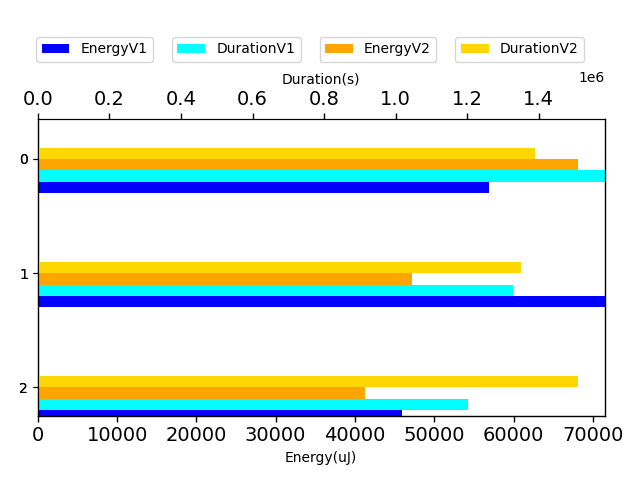 EnergyV1 DurationV1 EnergyV2 DurationV2
Duration(s) 1e6
0.0 0.2 0.4 0.6 0.8 1.0 1.2 1.4
0
1
2
0 10000 20000 30000 40000 50000 60000 70000
Energy(uJ)